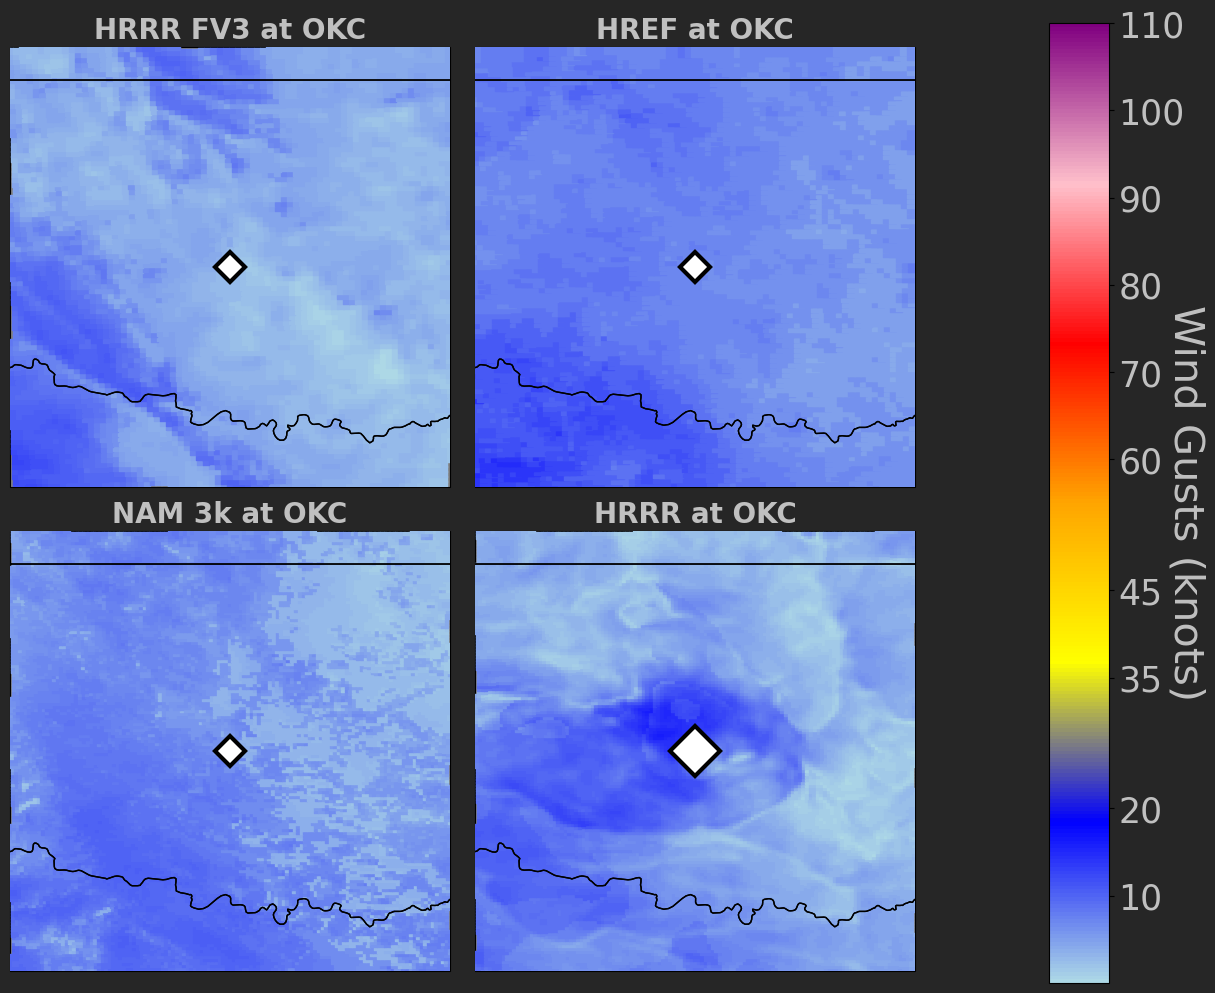 HRRR FV3 at OKC
HREF at OKC
NAM 3k at OKC
HRRR at OKC
110
100
90
80
70
60
45
35
20
10
Wind Gusts (knots)